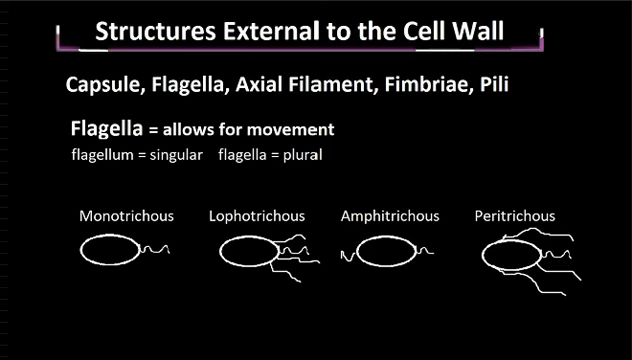 Structures External to the Cell Wall
Capsule, Flagella, Axial Filament, Fimbriae, Pili
Flagella = allows for movement
flagellum = singular flagella = plural
Monotrichous Lophotrichous Amphitrichous Peritrichous